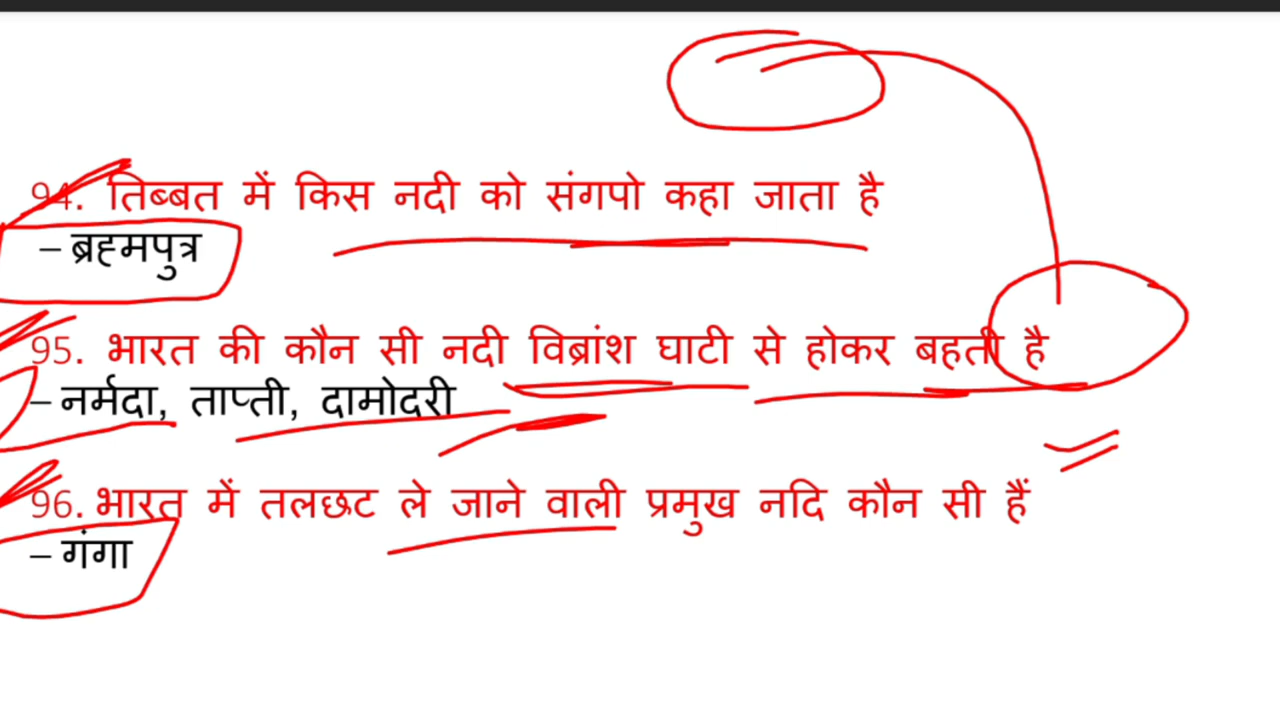 94. तिब्बत में किस नदी को संगपो कहा जाता है
– ब्रह्मपुत्र
95. भारत की कौन सी नदी विब्रांश घाटी से होकर बहती है
– नर्मदा, ताप्ती, दामोदरी
96. भारत में तलछट ले जाने वाली प्रमुख नदि कौन सी हैं
– गंगा